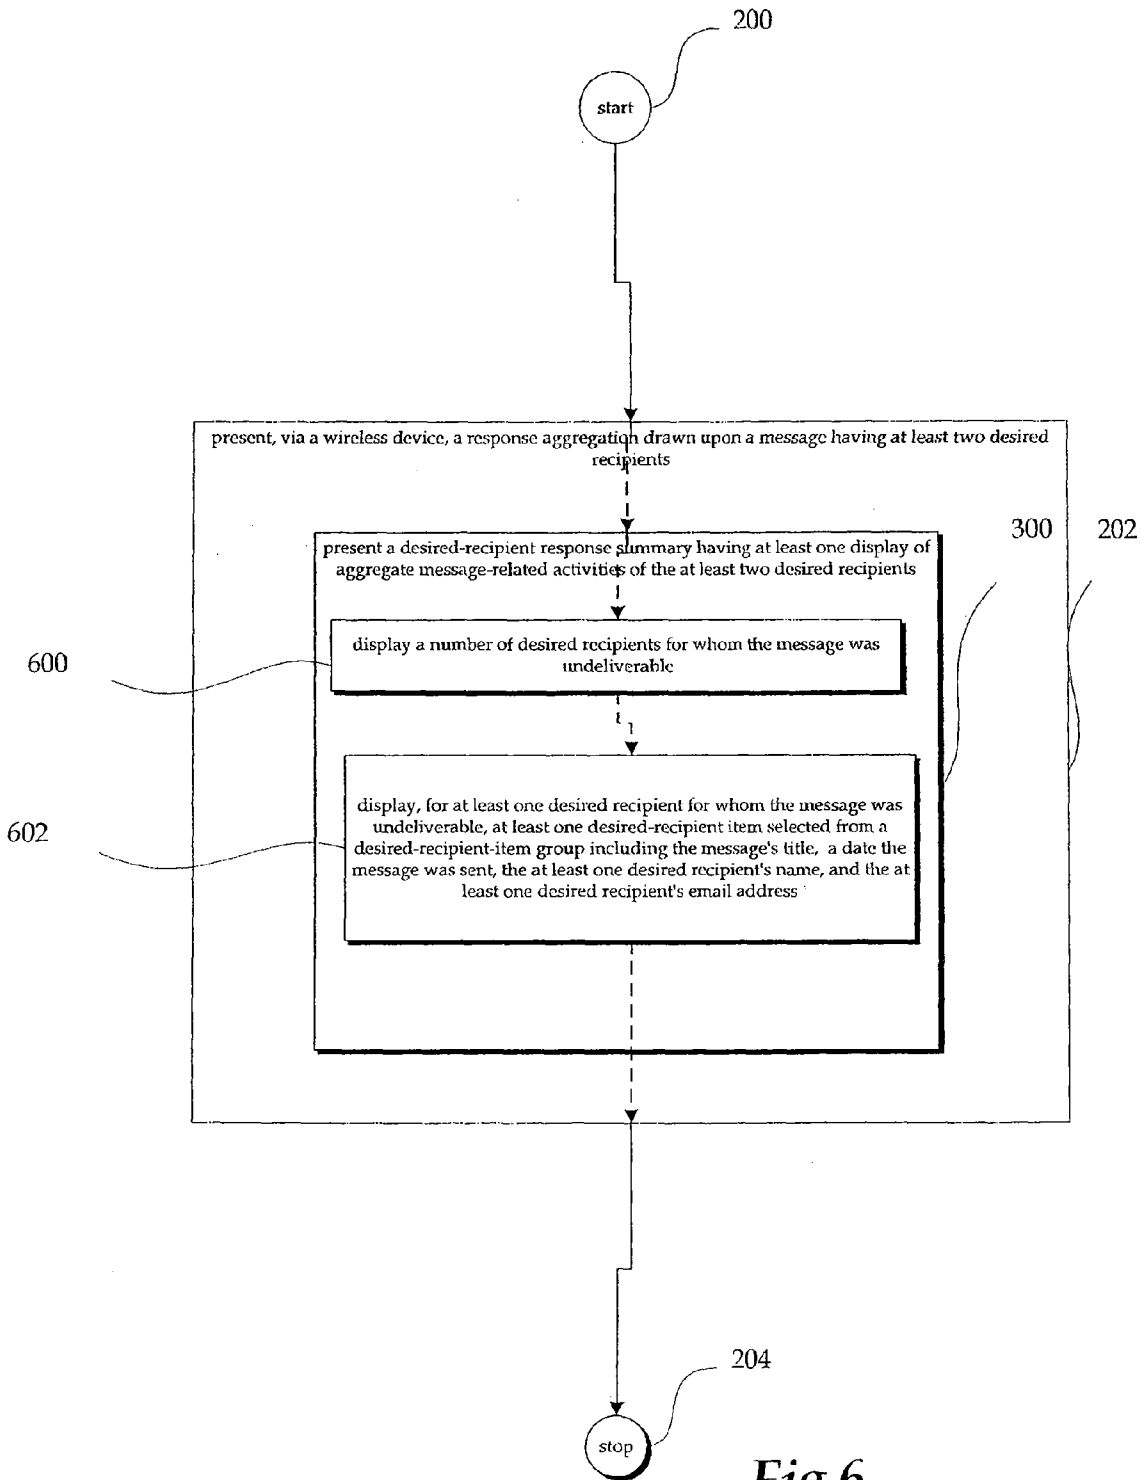 200
start
present, via a wireless device, a response aggregation drawn upon a message having at least two desired
recipients
300
202
present a desired-recipient response summary having at least one display of
aggregate message-related activities of the at least two desired recipients
display a number of desired recipients for whom the message was
undeliverable
600
display, for at least one desired recipient for whom the message was
undeliverable, at least one desired-recipient item selected from a
desired-recipient-item group including the message's title, a date the
message was sent, the at least one desired recipient's name, and the at
least one desired recipient's email address
602
204
stop
Fig 6